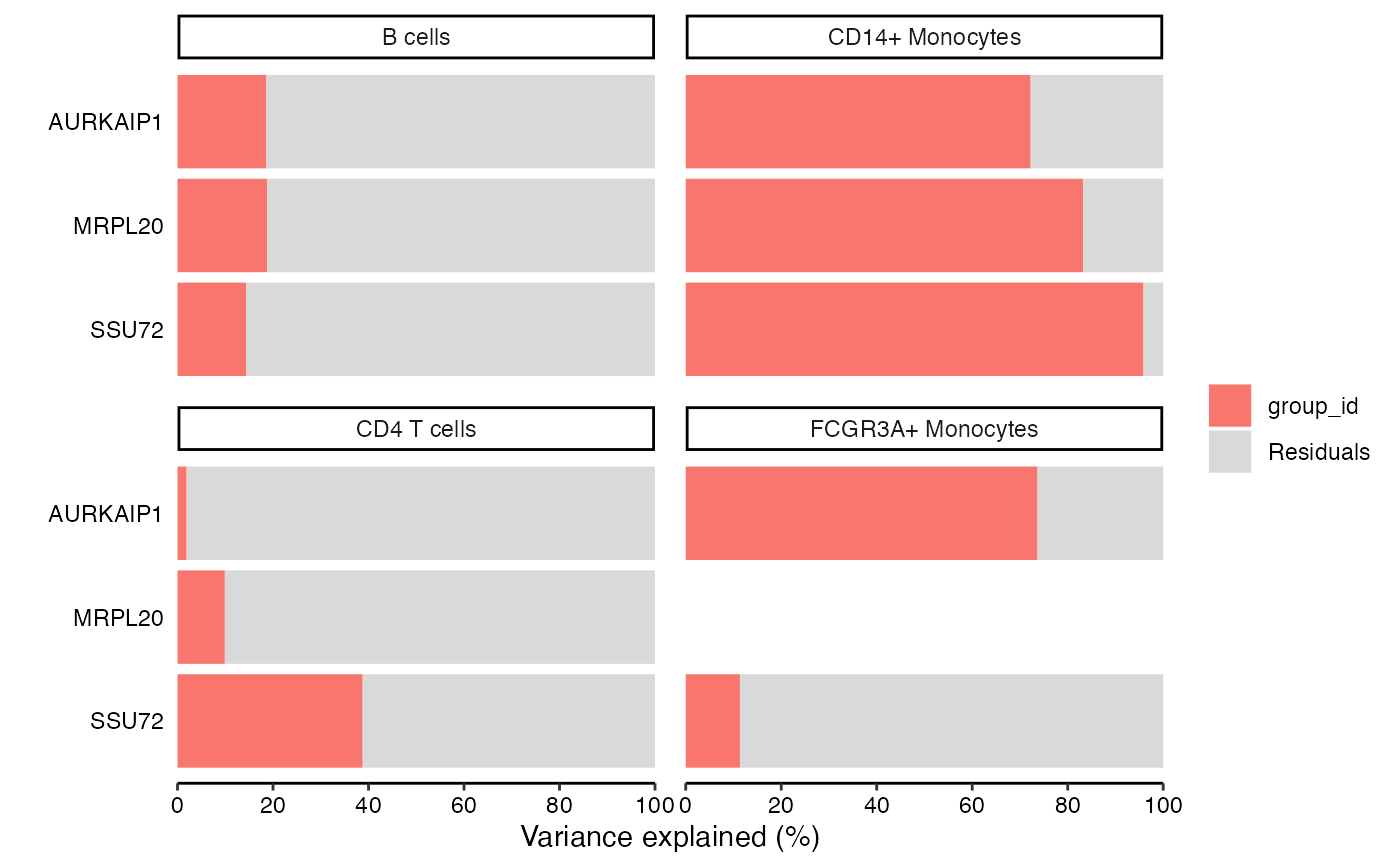 B cells
CD14+ Monocytes
AURKAIP1
MRPL20
SSU72
CD4 T cells
FCGR3A+ Monocytes
AURKAIP1
MRPL20
SSU72
0 20 40 60 80 100 0 20 40 60 80 100
Variance explained (%)
group_id
Residuals